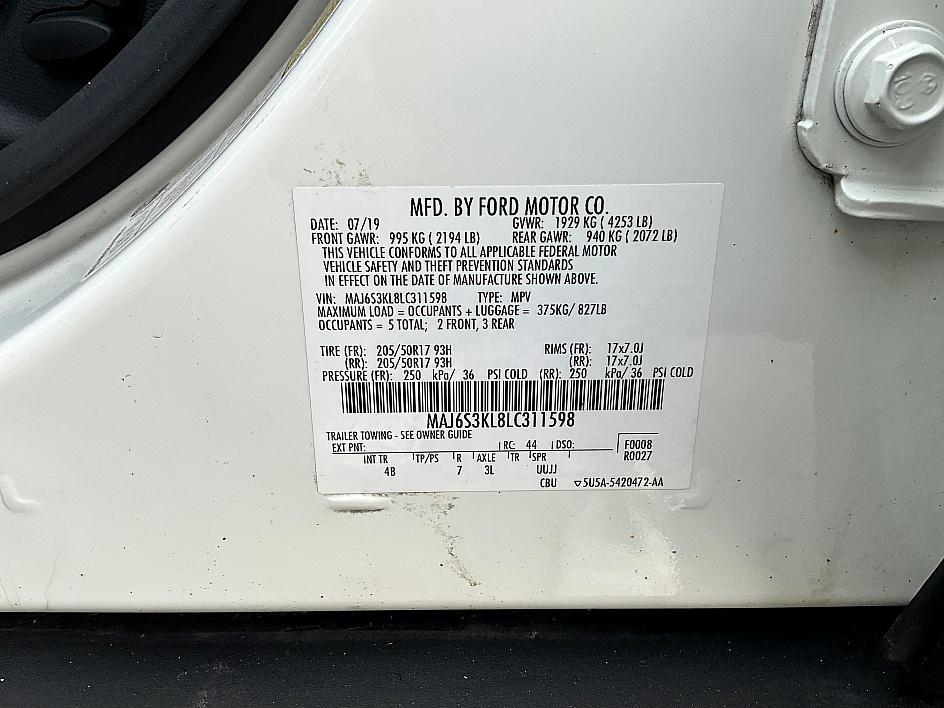 MFD. BY FORD MOTOR CO.
DATE: 07/19 GVWR: 1929 KG ( 4253 LB)
FRONT GAWR: 995 KG ( 2194 LB) REAR GAWR: 940 KG ( 2072 LB)
THIS VEHICLE CONFORMS TO ALL APPLICABLE FEDERAL MOTOR
VEHICLE SAFETY AND THEFT PREVENTION STANDARDS
IN EFFECT ON THE DATE OF MANUFACTURE SHOWN ABOVE.
VIN: MAJ6S3KL8LC311598 TYPE: MPV
MAXIMUM LOAD = OCCUPANTS + LUGGAGE = 375KG/ 827LB
OCCUPANTS = 5 TOTAL; 2 FRONT, 3 REAR
TIRE (FR): 205/50R17 93H RIMS (FR): 17x7.0J
(RR): 205/50R17 93H (RR): 17x7.0J
PRESSURE (FR): 250 kPa/ 36 PSI COLD (RR): 250 kPa/ 36 PSI COLD
MAJ6S3KL8LC311598
TRAILER TOWING - SEE OWNER GUIDE
EXT PNT: RC: 44 DSO: F0008
INT TR TP/PS R AXLE TR SPR R0027
4B 7 3L UUJJ
CBU 5U5A-5420472-AA